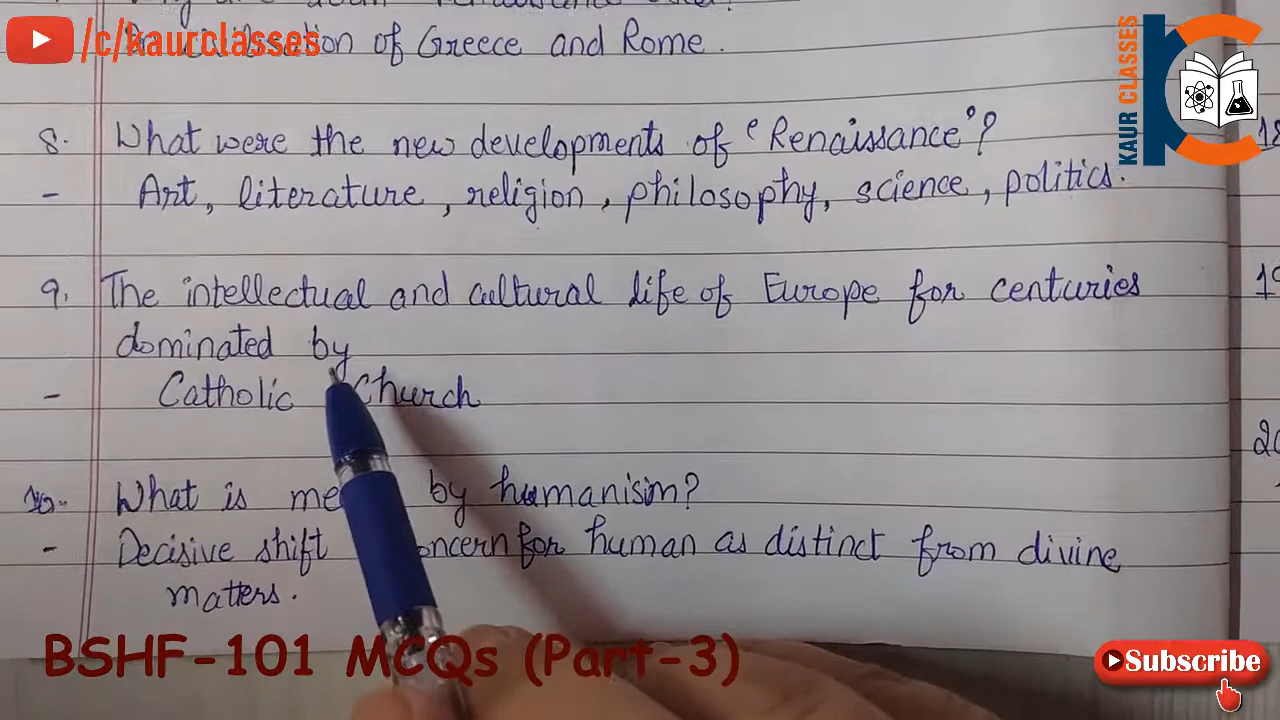 /c/kaurclasses
of Greece and Rome.
8. What were the new developments of "Renaissance"?
- Art, literature, religion, philosophy, science, politics.
9. The intellectual and cultural life of Europe for centuries
dominated by
- Catholic Church
10. What is by humanism?
- Decisive shift for human as distinct from divine
matters.
BSHF-101 MCQs (Part-3)
KAUR CLASSES
Subscribe